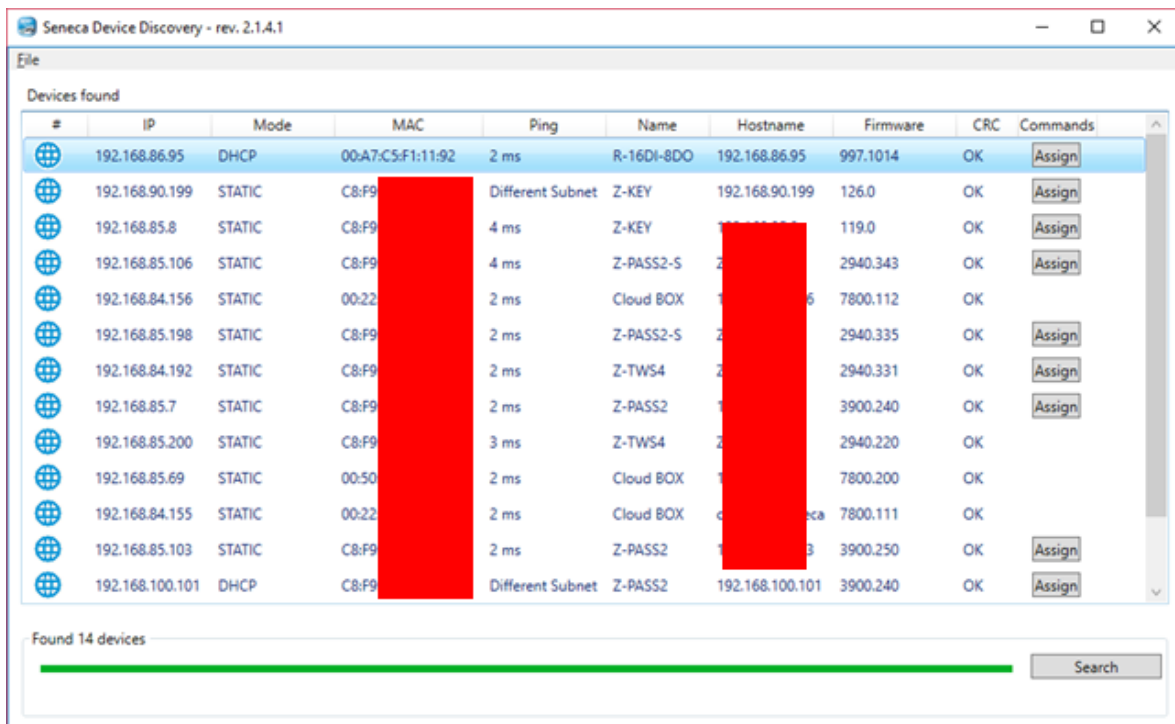 Seneca Device Discovery - rev. 2.1.4.1
File
Devices found
# IP Mode MAC Ping Name Hostname Firmware CRC Commands
192.168.86.95 DHCP 00:A7:C5:F1:11:92 2 ms R-16DI-8DO 192.168.86.95 997.1014 OK Assign
192.168.90.199 STATIC C8:F9 Different Subnet Z-KEY 192.168.90.199 126.0 OK Assign
192.168.85.8 STATIC C8:F9 4 ms Z-KEY 119.0 OK Assign
192.168.85.106 STATIC C8:F9 4 ms Z-PASS2-S Z 2940.343 OK Assign
192.168.84.156 STATIC 00:22: 2 ms Cloud BOX 1 6 7800.112 OK
192.168.85.198 STATIC C8:F9 2 ms Z-PASS2-S Z 2940.335 OK Assign
192.168.84.192 STATIC C8:F9 2 ms Z-TWS4 Z 2940.331 OK Assign
192.168.85.7 STATIC C8:F9 2 ms Z-PASS2 1 3900.240 OK Assign
192.168.85.200 STATIC C8:F9 3 ms Z-TWS4 Z 2940.220 OK
192.168.85.69 STATIC 00:50: 2 ms Cloud BOX 1 7800.200 OK
192.168.84.155 STATIC 00:22: 2 ms Cloud BOX c eca 7800.111 OK
192.168.85.103 STATIC C8:F9 2 ms Z-PASS2 1 3 3900.250 OK Assign
192.168.100.101 DHCP C8:F9 Different Subnet Z-PASS2 192.168.100.101 3900.240 OK Assign
Found 14 devices
Search